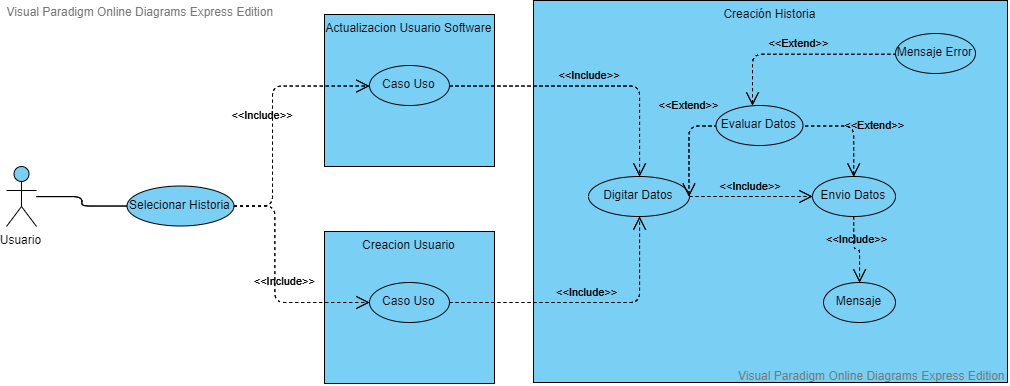 Visual Paradigm Online Diagrams Express Edition
Creación Historia
Actualizacion Usuario Software
<<Extend>>
Mensaje Error
<<Include>>
Caso Uso
<<Include>>
<<Extend>>
Evaluar Datos
<<Extend>>
Selecionar Historia
Digitar Datos
<<Include>>
Envio Datos
Usuario
Creacion Usuario
<<Include>>
<<Include>>
Caso Uso
<<Include>>
Mensaje
Visual Paradigm Online Diagrams Express Edition